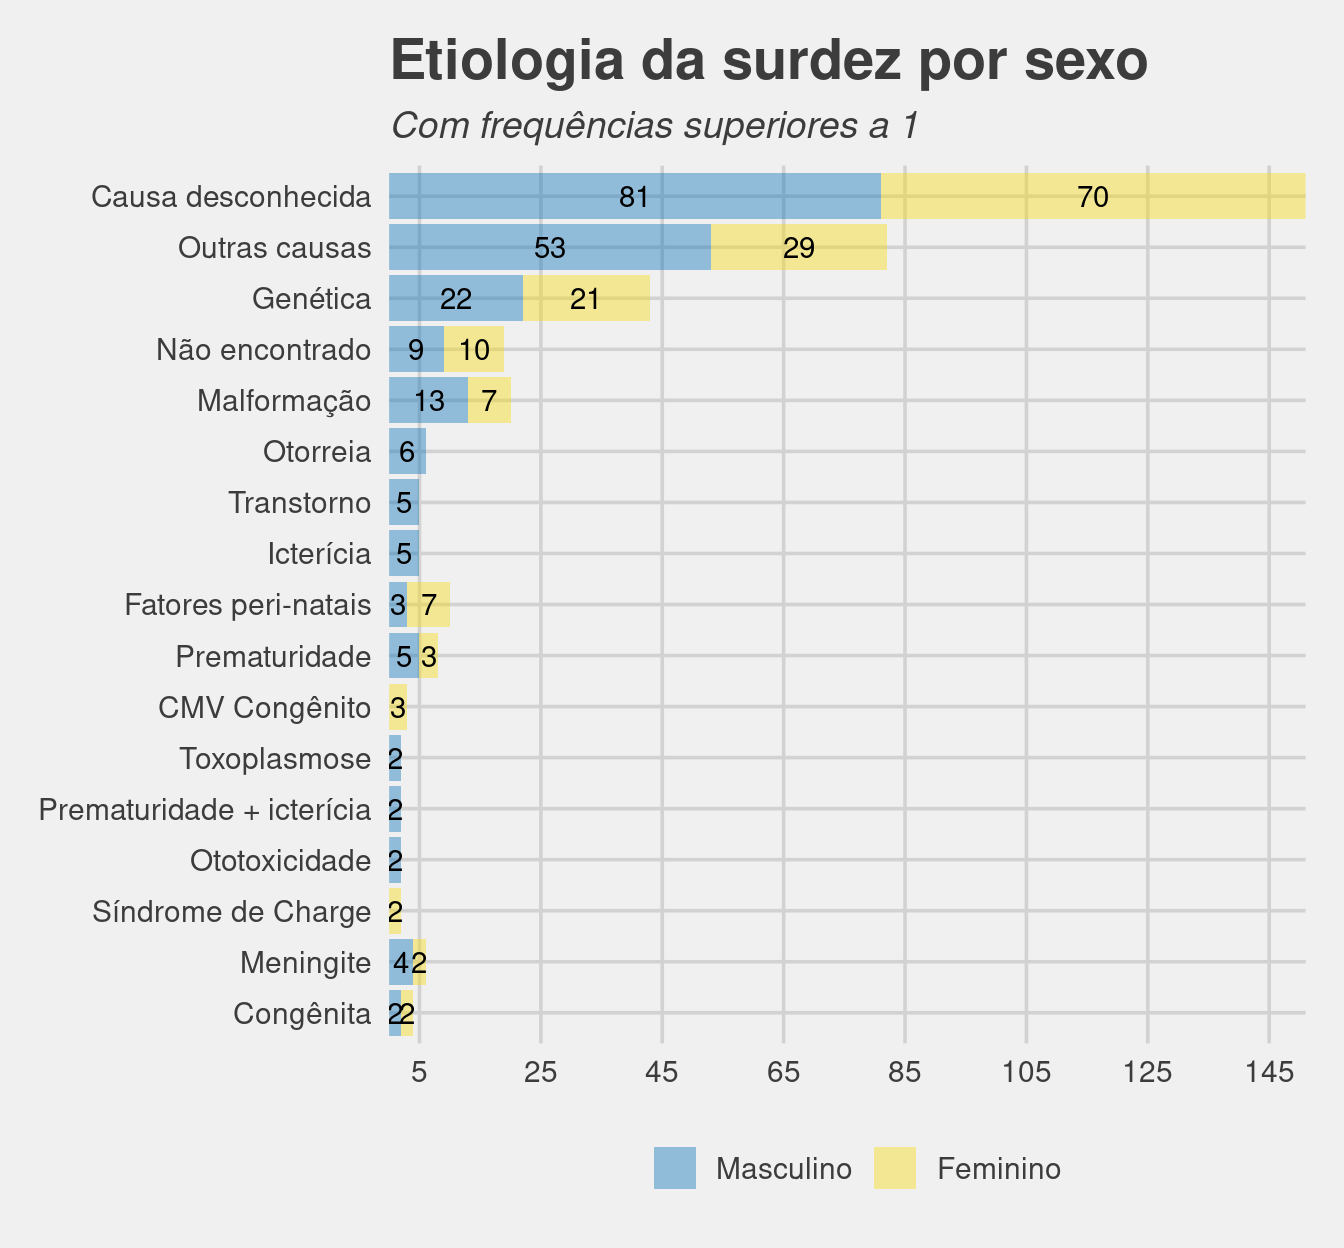 Etiologia da surdez por sexo
Com frequências superiores a 1
Causa desconhecida 81 70
Outras causas 53 29
Genética 22 21
Não encontrado 9 10
Malformação 13 7
Otorreia 6
Transtorno 5
Icterícia 5
Fatores peri-natais 3 7
Prematuridade 5 3
CMV Congênito 3
Toxoplasmose 2
Prematuridade + icterícia 2
Ototoxicidade 2
Síndrome de Charge 2
Meningite 4 2
Congênita 2 2
5 25 45 65 85 105 125 145
Masculino Feminino